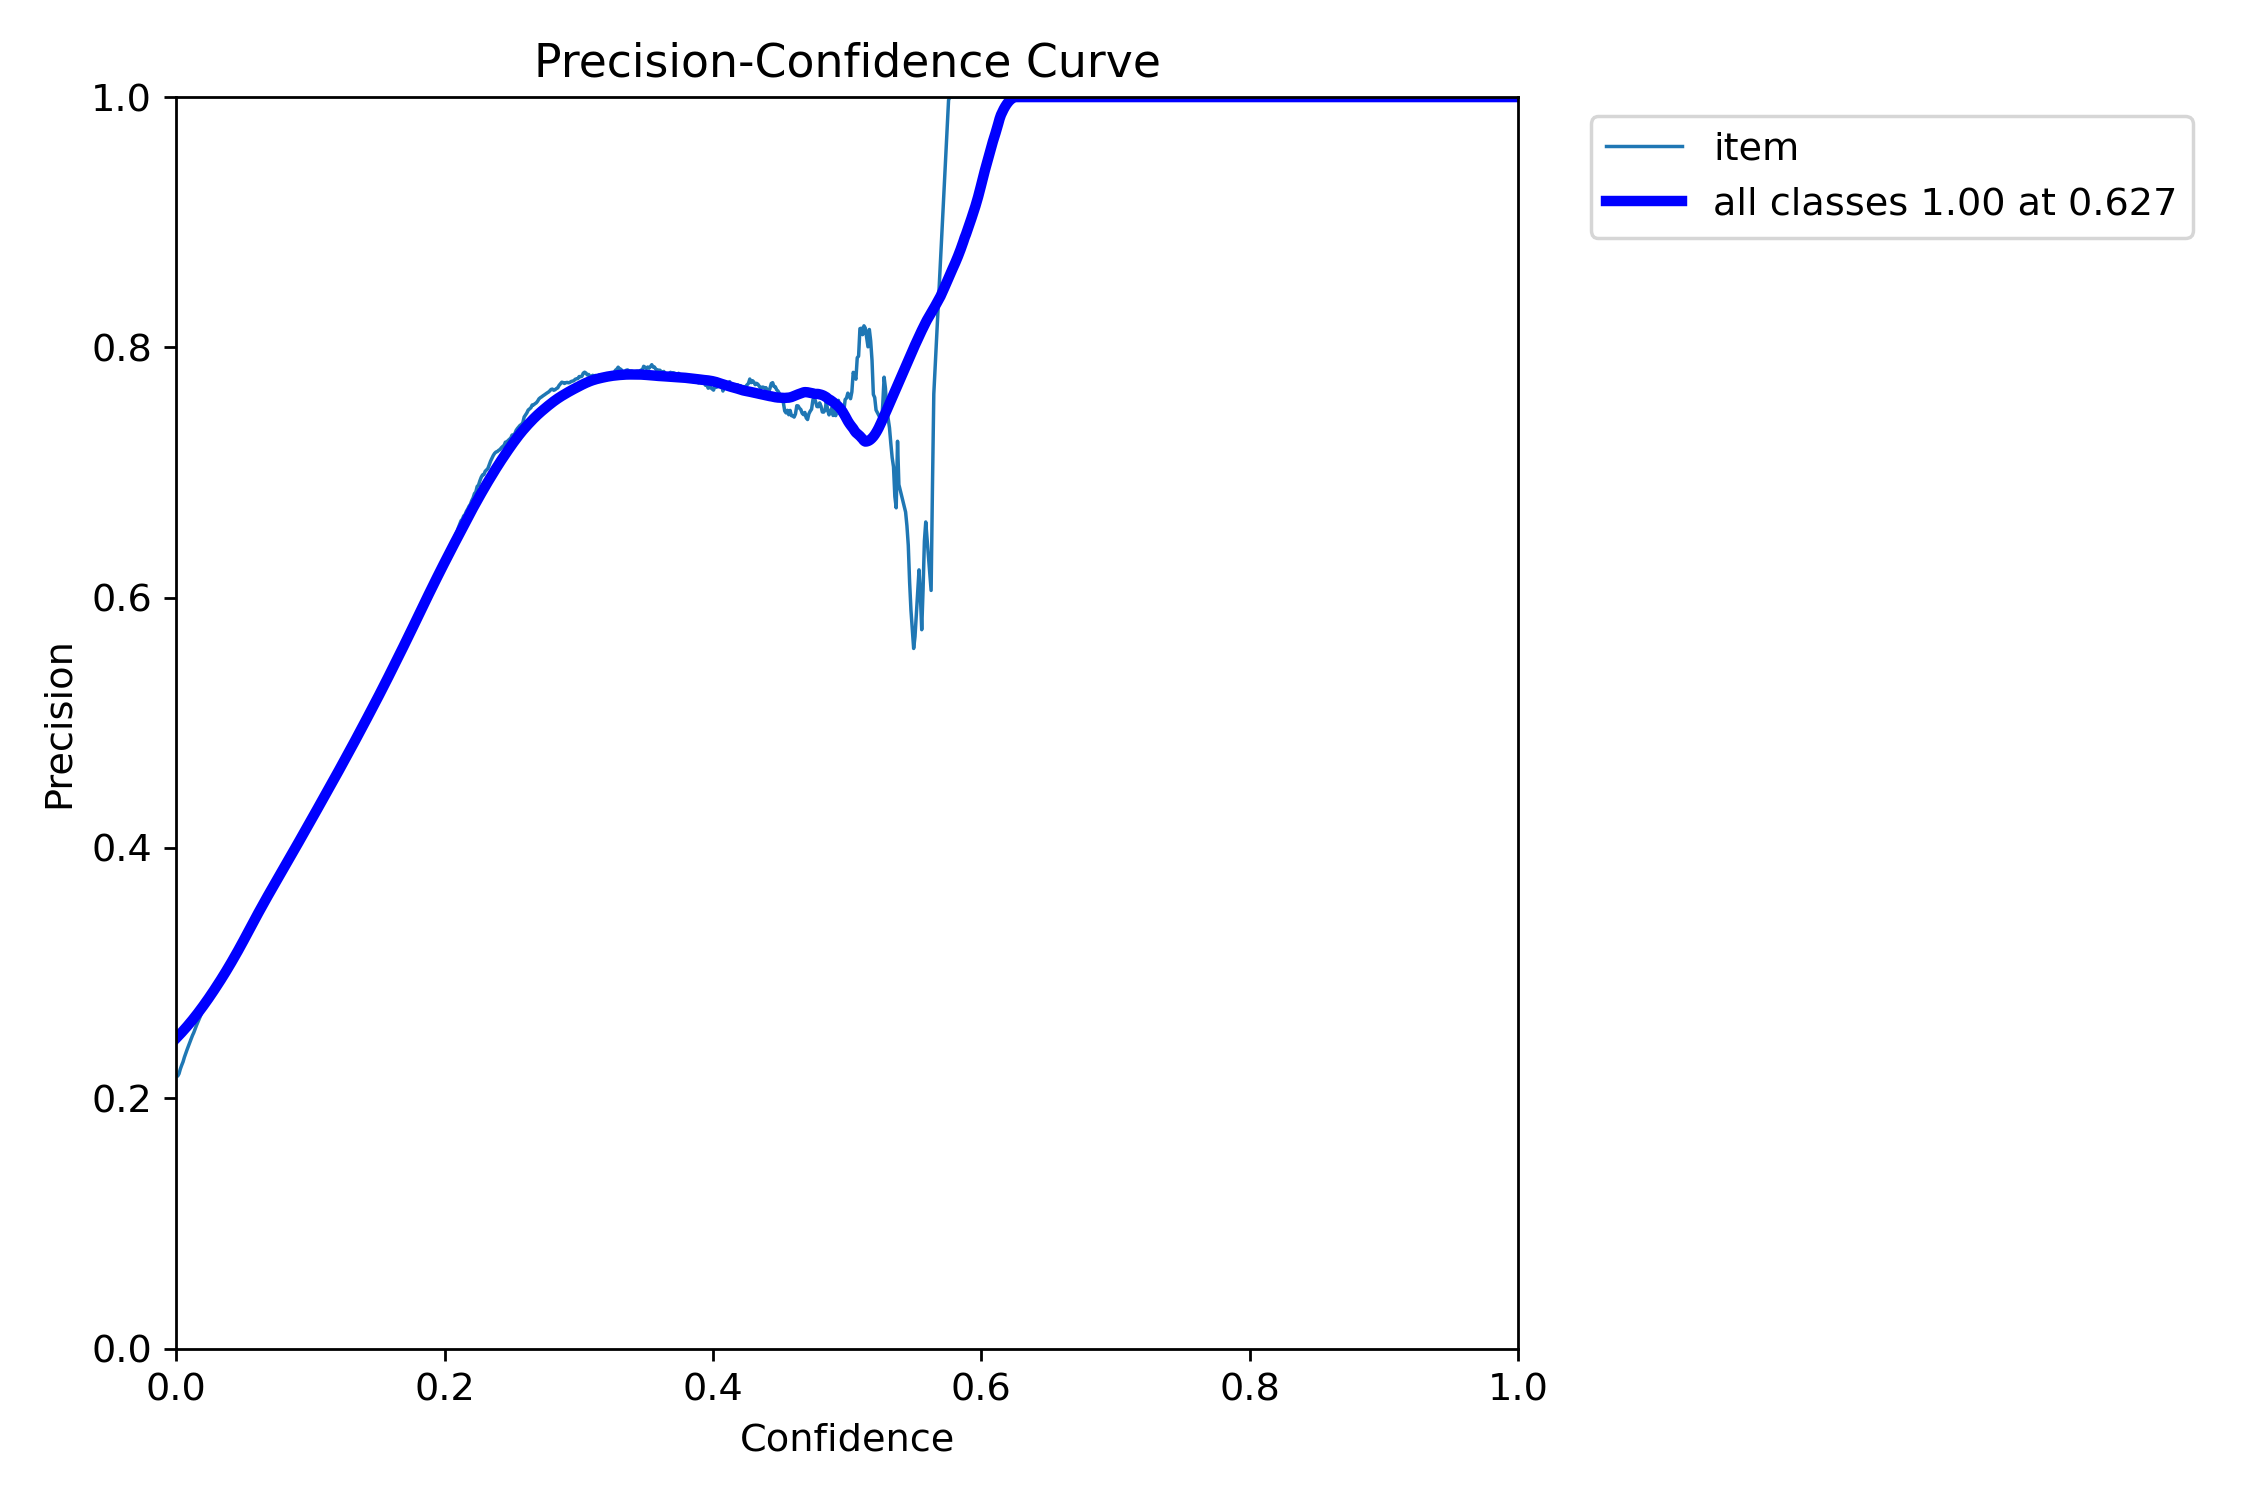 Precision-Confidence Curve
1.0
0.8
0.6
0.4
0.2
0.0
Precision
0.0 0.2 0.4 0.6 0.8 1.0
Confidence
item
all classes 1.00 at 0.627